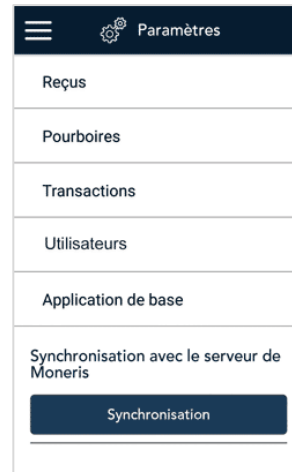 Paramètres
Reçus
Pourboires
Transactions
Utilisateurs
Application de base
Synchronisation avec le serveur de
Moneris
Synchronisation